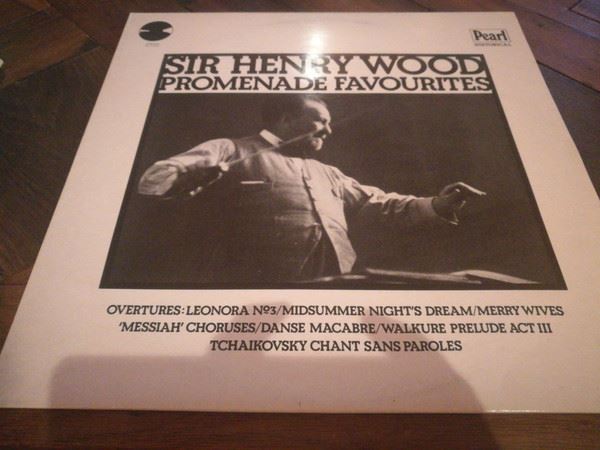 Pearl
HISTORICAL
SIR HENRY WOOD
PROMENADE FAVOURITES
OVERTURES: LEONORA Nº3/MIDSUMMER NIGHT'S DREAM/MERRY WIVES
'MESSIAH' CHORUSES/DANSE MACABRE/WALKURE PRELUDE ACT III
TCHAIKOVSKY CHANT SANS PAROLES